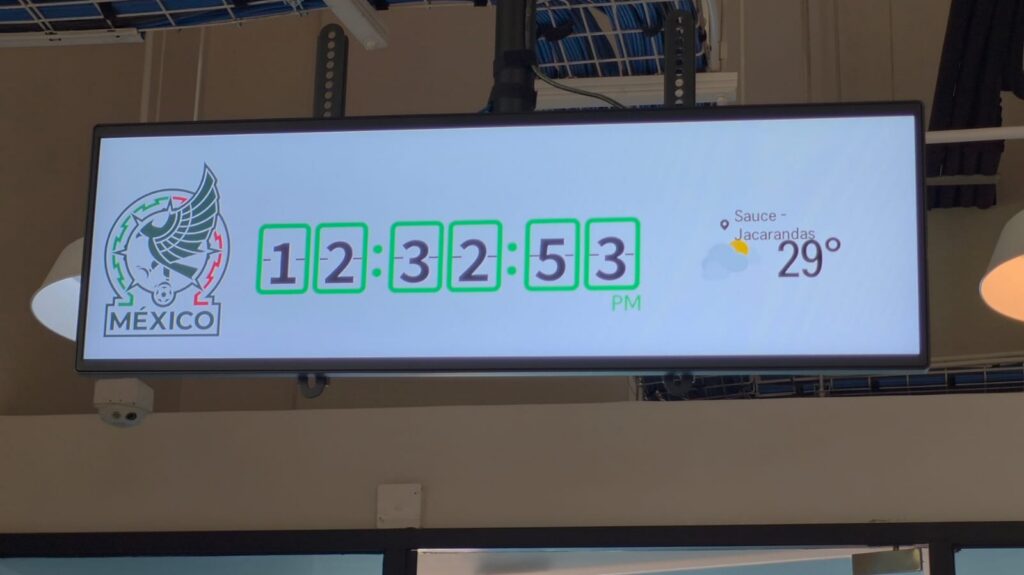 MÉXICO
12:32:53
PM
Sauce -
Jacarandas
29°